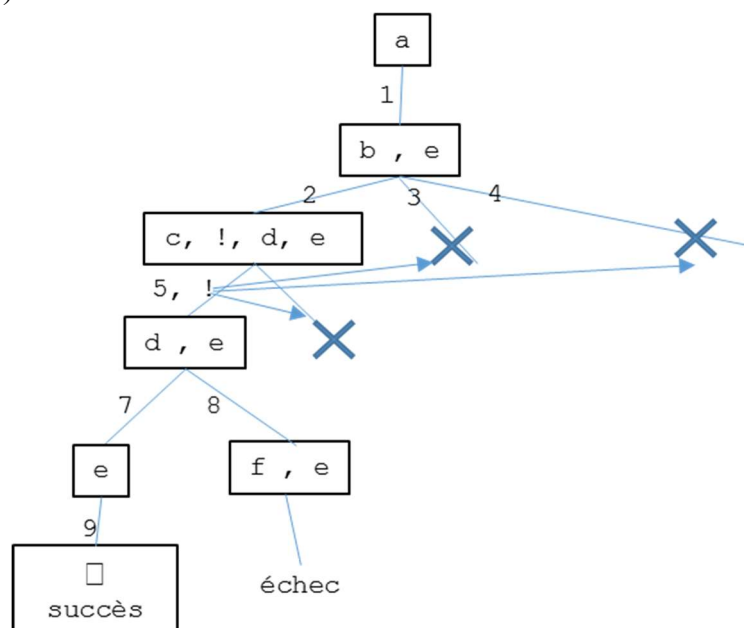 )
a
1
b , e
2 3 4
c, !, d, e
5, !
d , e
7 8
e
f , e
9
□
succès
échec